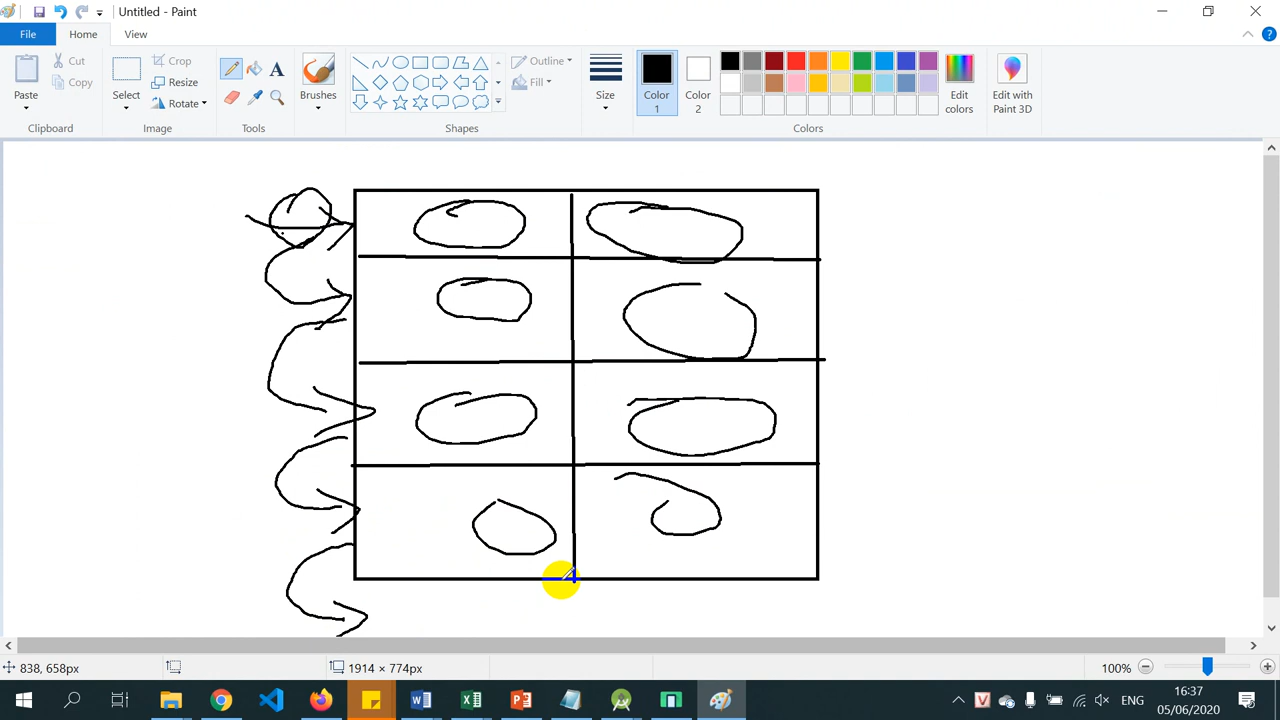 Untitled - Paint
File Home View
Paste
Cut
Copy
Clipboard
Select
Crop
Resize
Rotate
Image
A
Tools
Brushes
Outline
Fill
Shapes
Size
Color 1
Color 2
Edit colors
Colors
Edit with Paint 3D
838, 658px
1914 × 774px
100%
ENG
16:37
05/06/2020